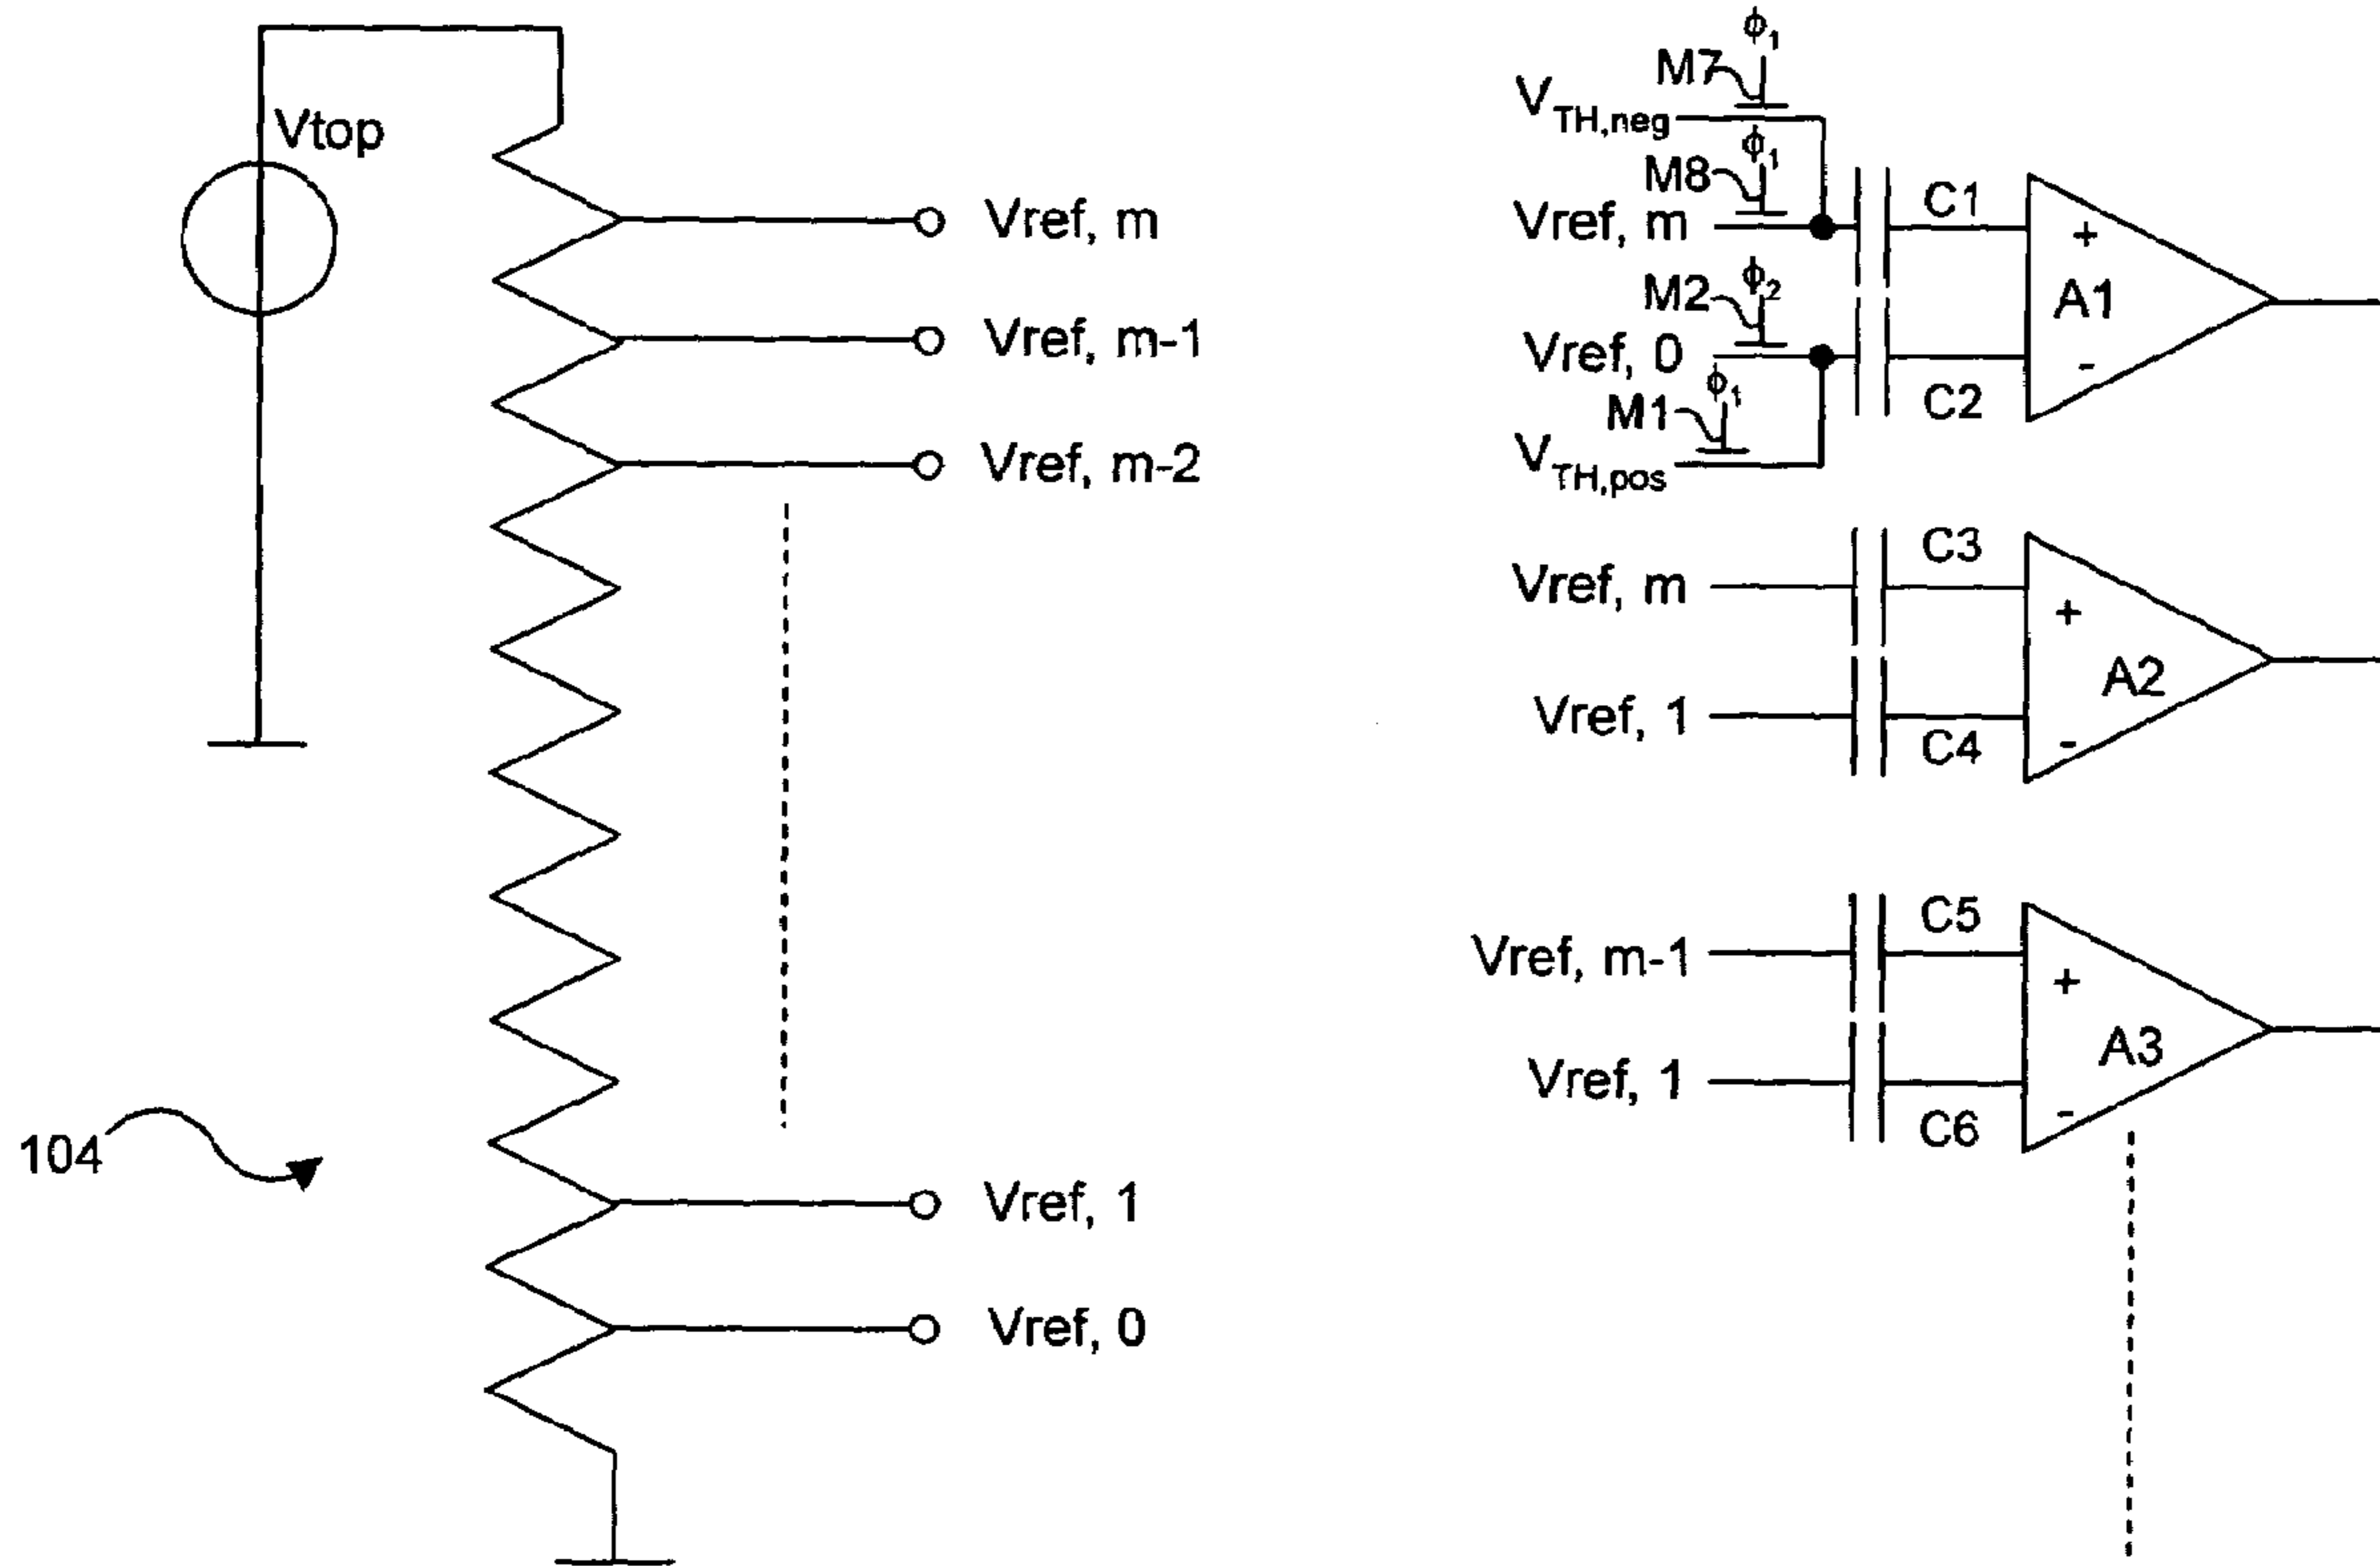 Vtop
Vref, m
Vref, m-1
Vref, m-2
Vref, 1
Vref, 0
104
ϕ1
M7
VTH,neg
ϕ1
M8
Vref, m
C1
+
A1
ϕ2
M2
Vref, 0
-
C2
ϕ1
M1
VTH,pos
C3
Vref, m
+
A2
Vref, 1
-
C4
C5
Vref, m-1
+
A3
Vref, 1
-
C6